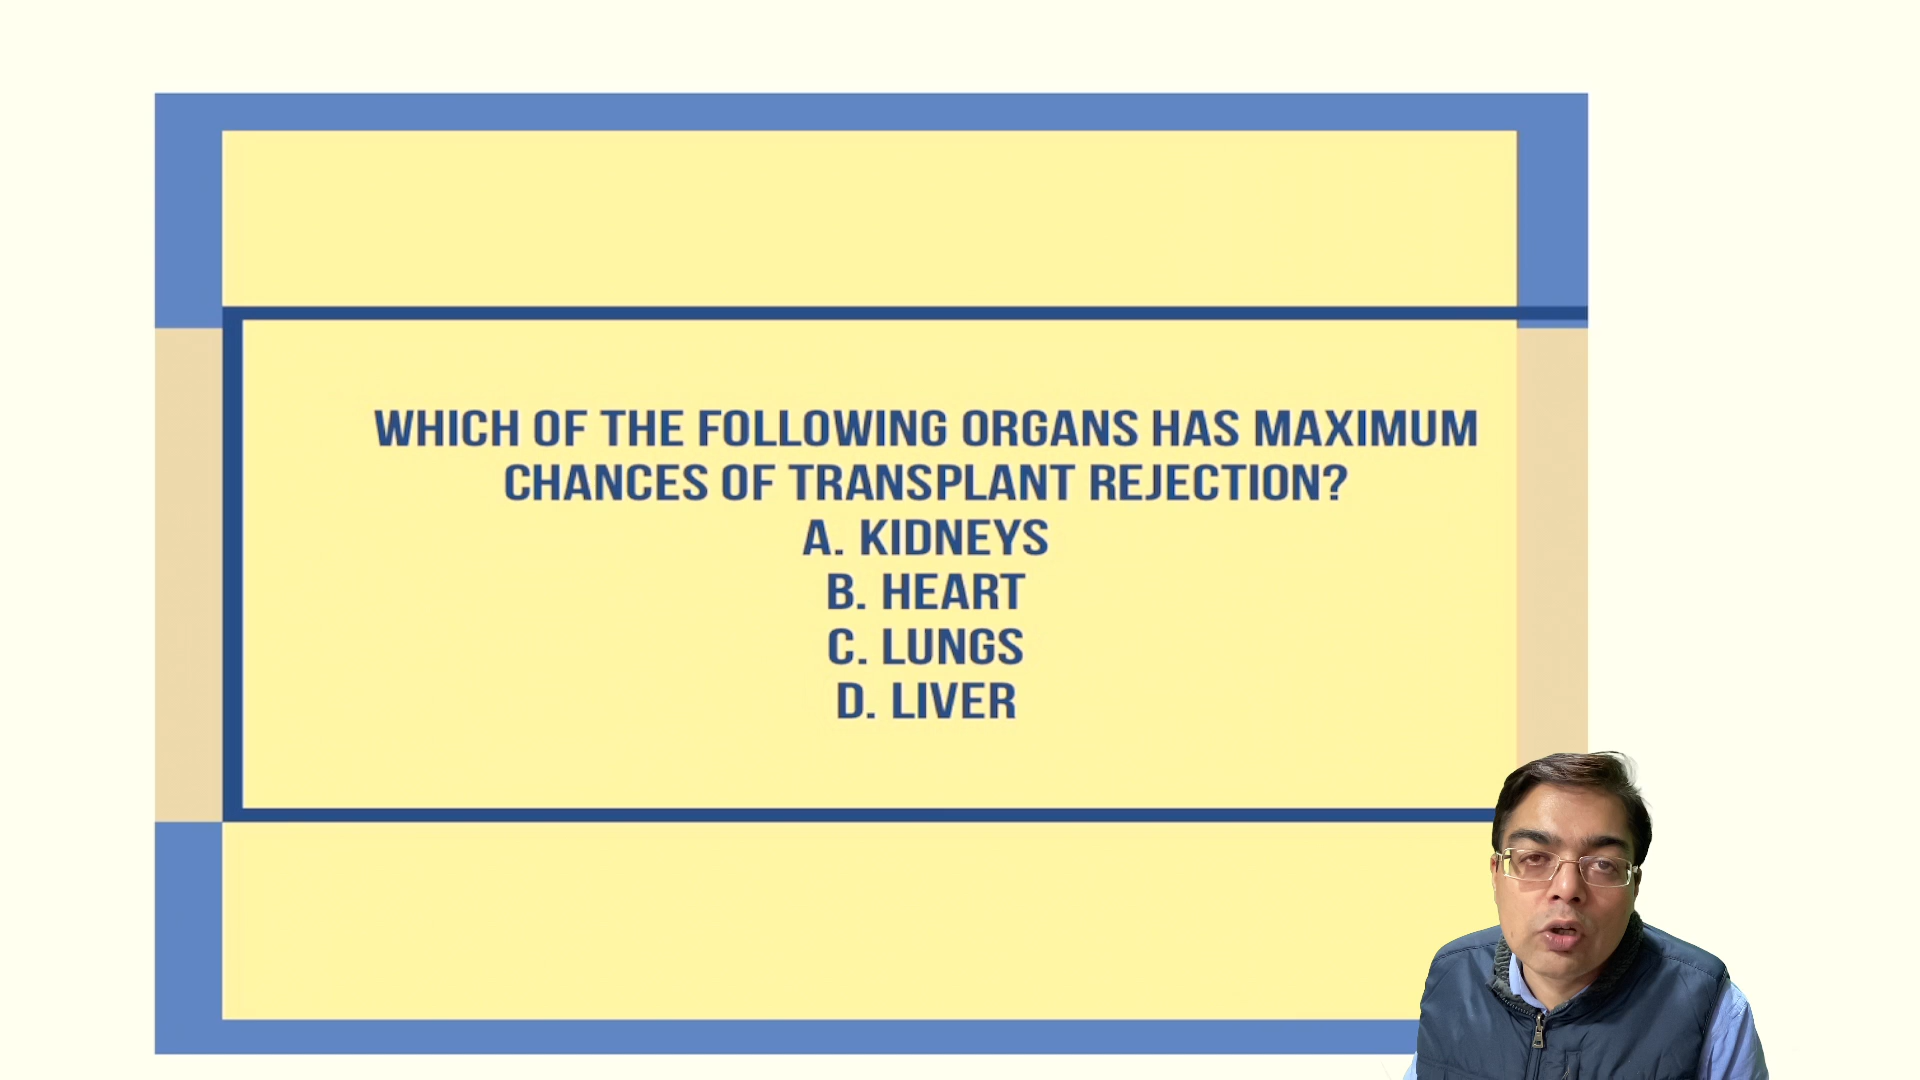 WHICH OF THE FOLLOWING ORGANS HAS MAXIMUM
CHANCES OF TRANSPLANT REJECTION?
A. KIDNEYS
B. HEART
C. LUNGS
D. LIVER